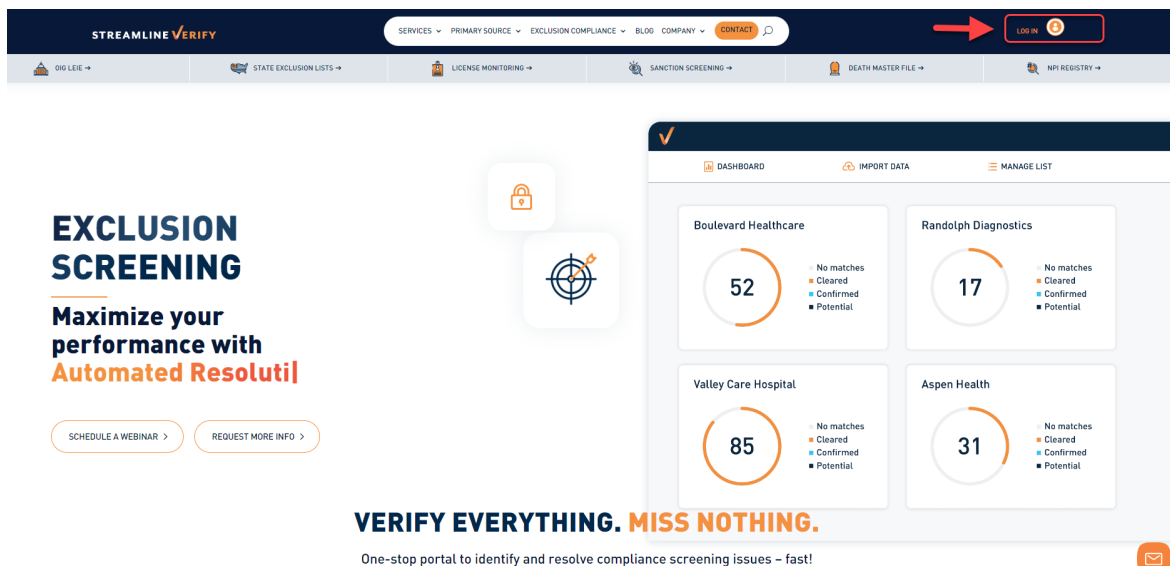 STREAMLINE VERIFY
SERVICES PRIMARY SOURCE EXCLUSION COMPLIANCE BLOG COMPANY CONTACT
LOG IN
OIG LEIE → STATE EXCLUSION LISTS → LICENSE MONITORING → SANCTION SCREENING → DEATH MASTER FILE → NPI REGISTRY →
EXCLUSION
SCREENING
Maximize your
performance with
Automated Resoluti
SCHEDULE A WEBINAR >
REQUEST MORE INFO >
DASHBOARD IMPORT DATA MANAGE LIST
Boulevard Healthcare
52
No matches
Cleared
Confirmed
Potential
Randolph Diagnostics
17
No matches
Cleared
Confirmed
Potential
Valley Care Hospital
85
No matches
Cleared
Confirmed
Potential
Aspen Health
31
No matches
Cleared
Confirmed
Potential
VERIFY EVERYTHING. MISS NOTHING.
One-stop portal to identify and resolve compliance screening issues – fast!